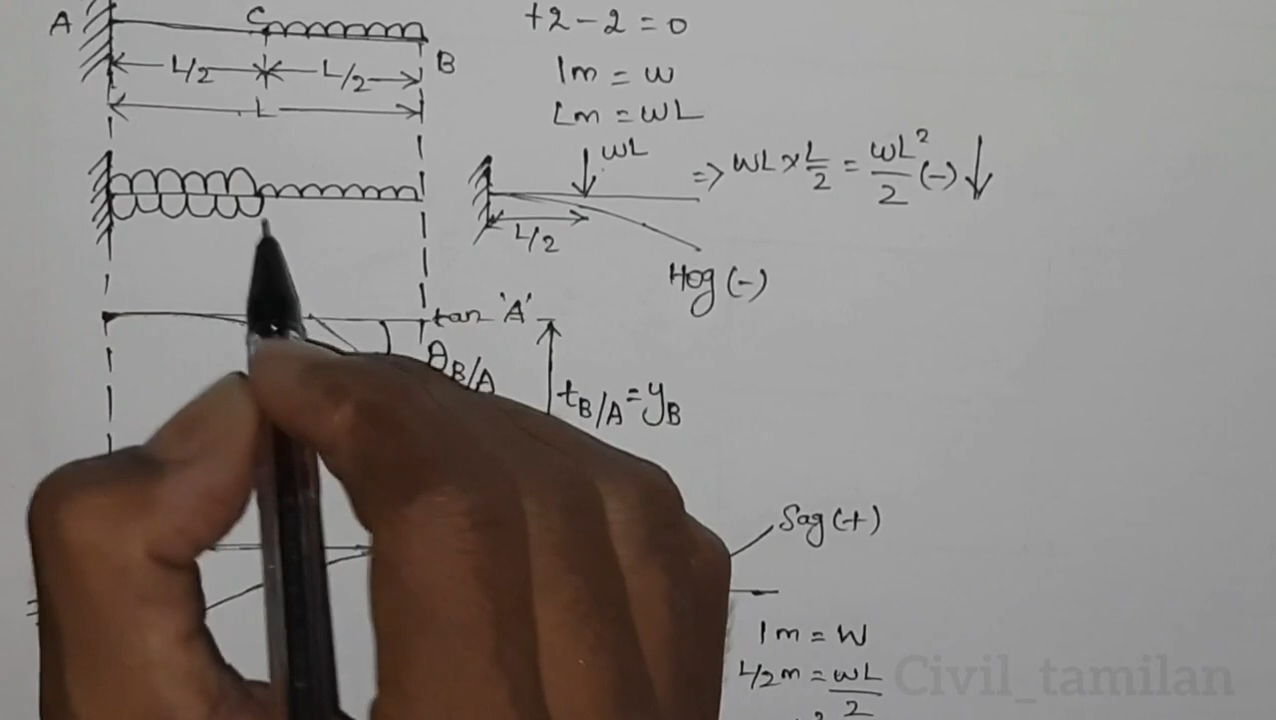 A
C
B
L/2
L/2
L
+2-2=0
1m = w
Lm = wL
wL
L/2
=> wL × L/2 = wL²/2 (-) ↓
Hog (-)
tan 'A'
θB/A
tB/A = yB
Sag (+)
1m = w
L/2m = wL/2
Civil_tamilan